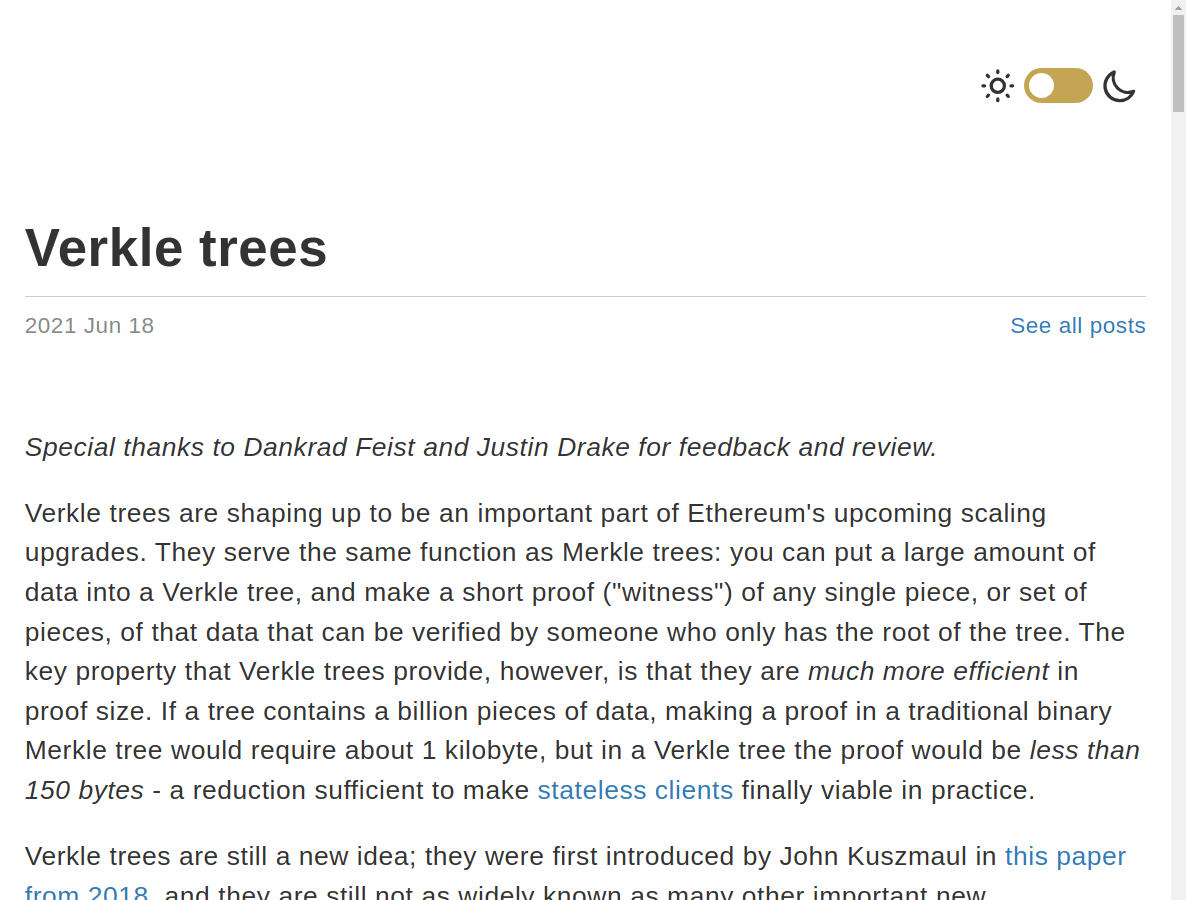 Verkle trees
2021 Jun 18
See all posts
Special thanks to Dankrad Feist and Justin Drake for feedback and review.
Verkle trees are shaping up to be an important part of Ethereum's upcoming scaling
upgrades. They serve the same function as Merkle trees: you can put a large amount of
data into a Verkle tree, and make a short proof ("witness") of any single piece, or set of
pieces, of that data that can be verified by someone who only has the root of the tree. The
key property that Verkle trees provide, however, is that they are much more efficient in
proof size. If a tree contains a billion pieces of data, making a proof in a traditional binary
Merkle tree would require about 1 kilobyte, but in a Verkle tree the proof would be less than
150 bytes - a reduction sufficient to make stateless clients finally viable in practice.
Verkle trees are still a new idea; they were first introduced by John Kuszmaul in this paper
from 2018, and they are still not as widely known as many other important new